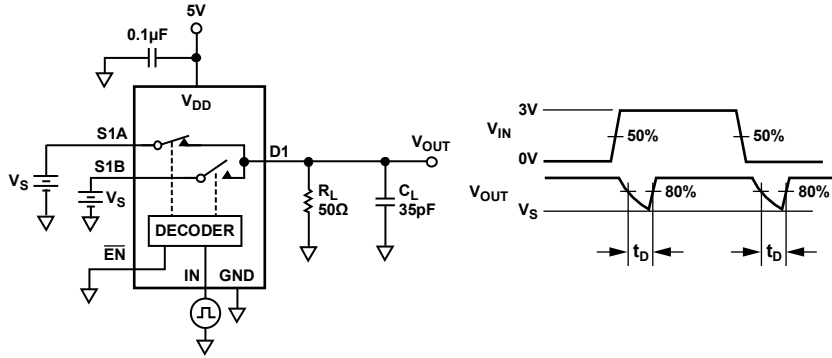 5V
0.1µF
VDD
S1A
S1B
D1
VOUT
VS
VS
RL
50Ω
CL
35pF
DECODER
EN
IN
GND
3V
VIN
50%
50%
0V
VOUT
80%
80%
VS
tD
tD